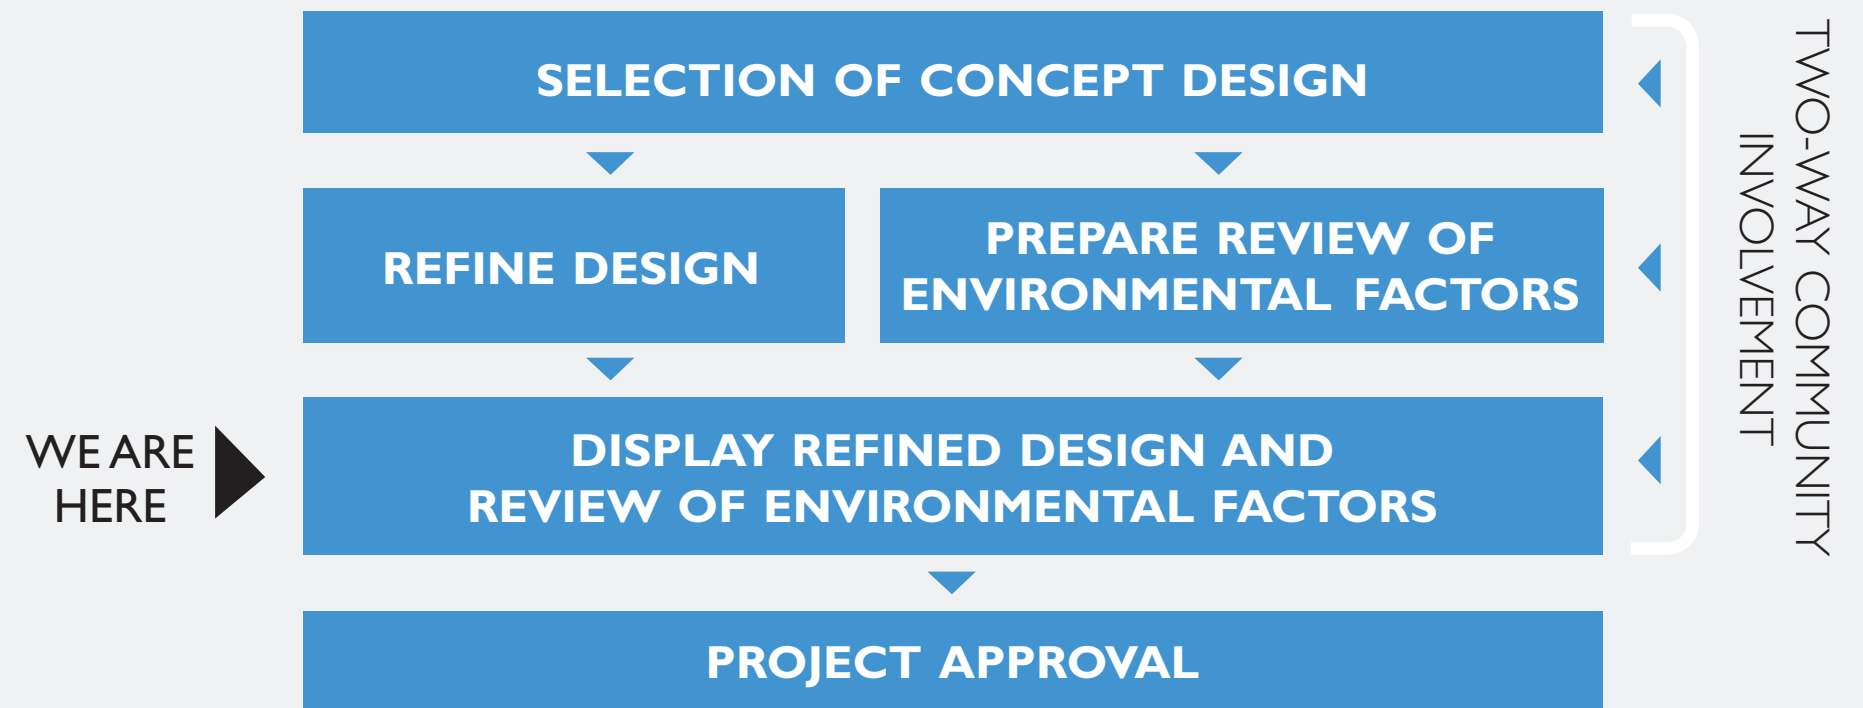 SELECTION OF CONCEPT DESIGN
REFINE DESIGN
PREPARE REVIEW OF
ENVIRONMENTAL FACTORS
WE ARE
HERE
DISPLAY REFINED DESIGN AND
REVIEW OF ENVIRONMENTAL FACTORS
PROJECT APPROVAL
TWO-WAY COMMUNITY
INVOLVEMENT